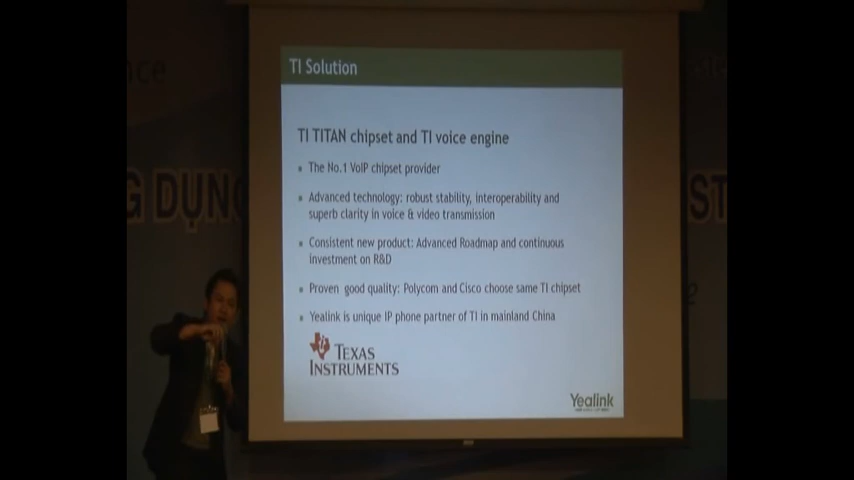 TI Solution
TI TITAN chipset and TI voice engine
The No.1 VoIP chipset provider
Advanced technology: robust stability, interoperability and
superb clarity in voice & video transmission
Consistent new product: Advanced Roadmap and continuous
investment on R&D
Proven good quality: Polycom and Cisco choose same TI chipset
Yealink is unique IP phone partner of TI in mainland China
TEXAS
INSTRUMENTS
Yealink
G DỤN
ST